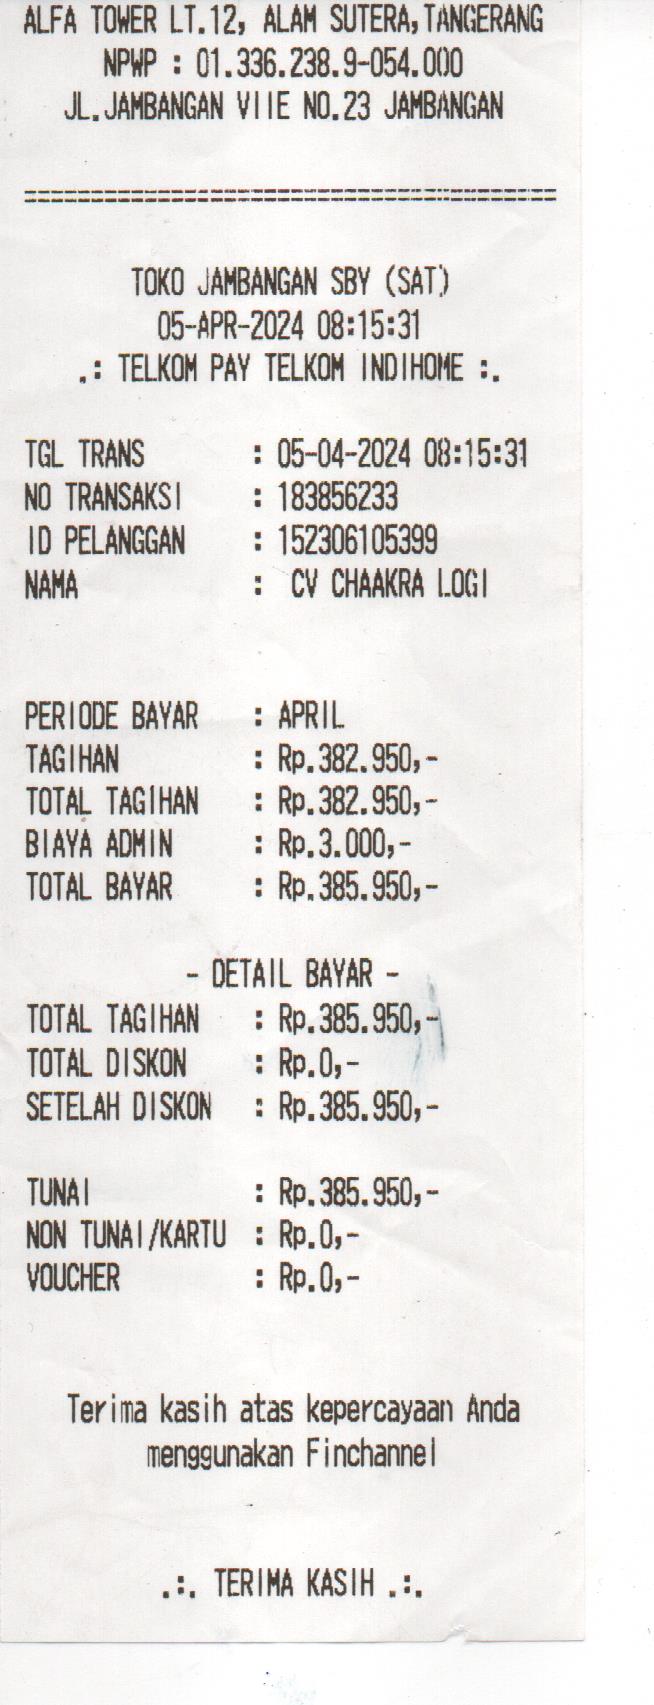 ALFA TOWER LT.12, ALAM SUTERA,TANGERANG
NPWP : 01.336.238.9-054.000
JL.JAMBANGAN VIIE NO.23 JAMBANGAN
========================================
TOKO JAMBANGAN SBY (SAT)
05-APR-2024 08:15:31
.: TELKOM PAY TELKOM INDIHOME :.
TGL TRANS : 05-04-2024 08:15:31
NO TRANSAKSI : 183856233
ID PELANGGAN : 152306105399
NAMA : CV CHAAKRA LOGI
PERIODE BAYAR : APRIL
TAGIHAN : Rp.382.950,-
TOTAL TAGIHAN : Rp.382.950,-
BIAYA ADMIN : Rp.3.000,-
TOTAL BAYAR : Rp.385.950,-
- DETAIL BAYAR -
TOTAL TAGIHAN : Rp.385.950,-
TOTAL DISKON : Rp.0,-
SETELAH DISKON : Rp.385.950,-
TUNAI : Rp.385.950,-
NON TUNAI/KARTU : Rp.0,-
VOUCHER : Rp.0,-
Terima kasih atas kepercayaan Anda
menggunakan Finchannel
.:. TERIMA KASIH .:.